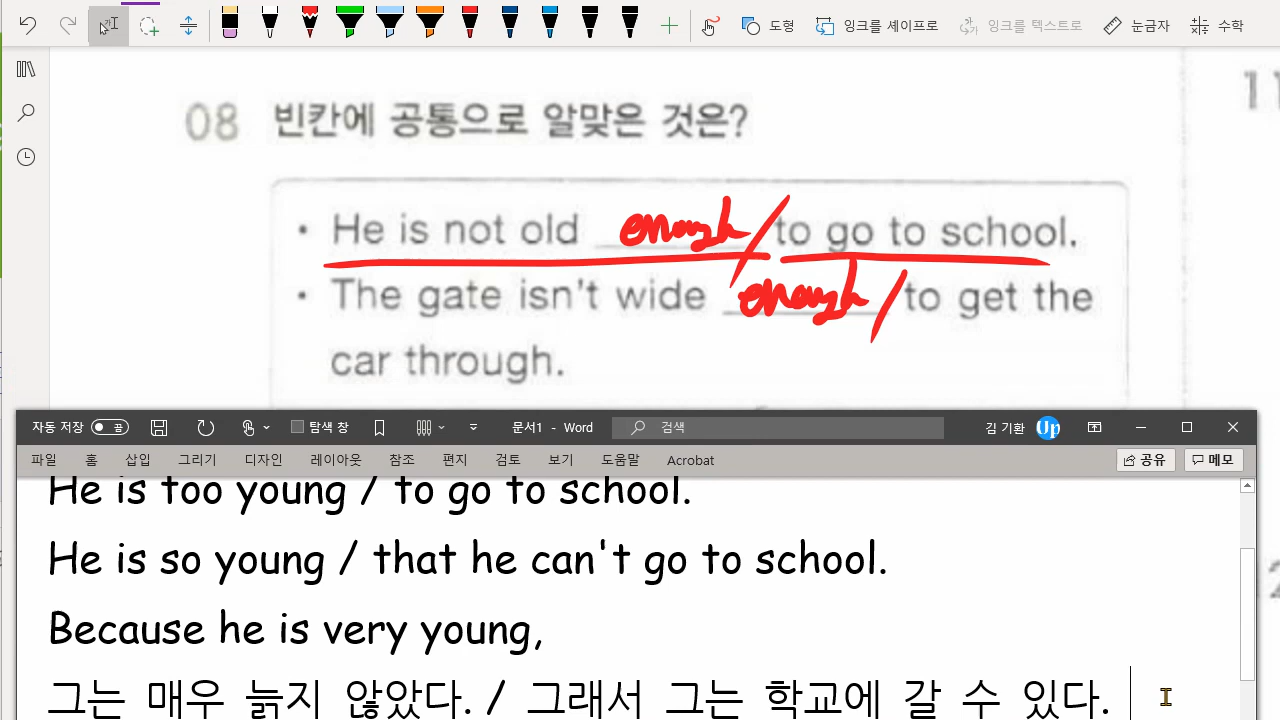 도형 잉크를 셰이프로 잉크를 텍스트로 눈금자 수학
08 빈칸에 공통으로 알맞은 것은?
11
• He is not old enough / to go to school.
• The gate isn't wide enough / to get the
car through.
자동 저장 끔 탐색 창 문서1 - Word 검색 김 기환 Up
파일 홈 삽입 그리기 디자인 레이아웃 참조 편지 검토 보기 도움말 Acrobat 공유 메모
He is too young / to go to school.
He is so young / that he can't go to school.
Because he is very young,
그는 매우 늙지 않았다. / 그래서 그는 학교에 갈 수 있다.